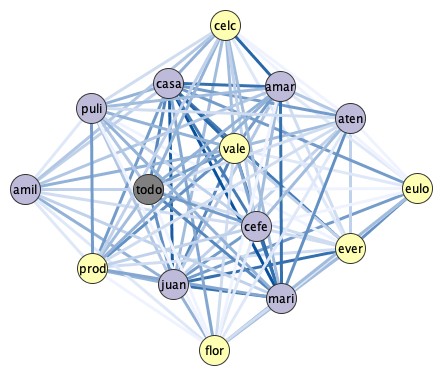 celc
casa
amar
puli
aten
vale
amil
todo
eulo
cefe
ever
prod
juan
mari
flor